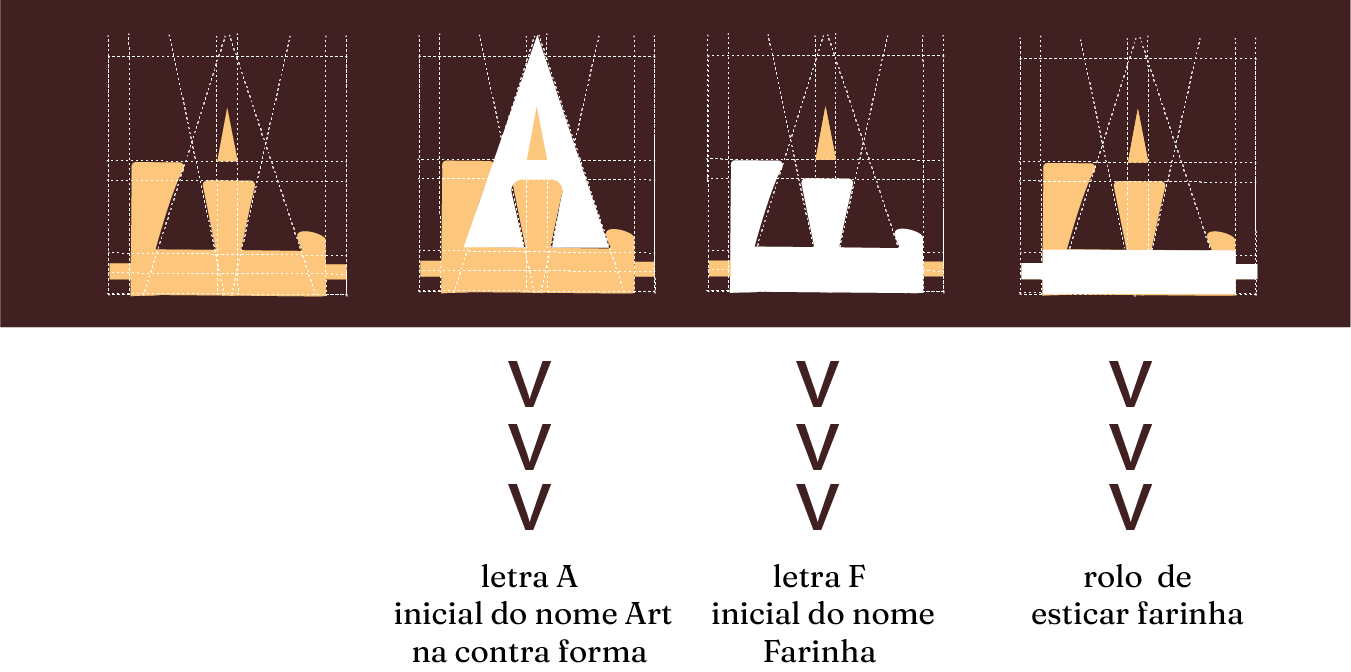 A
V V V
V V V
V V V
letra A
inicial do nome Art
na contra forma
letra F
inicial do nome
Farinha
rolo de
esticar farinha